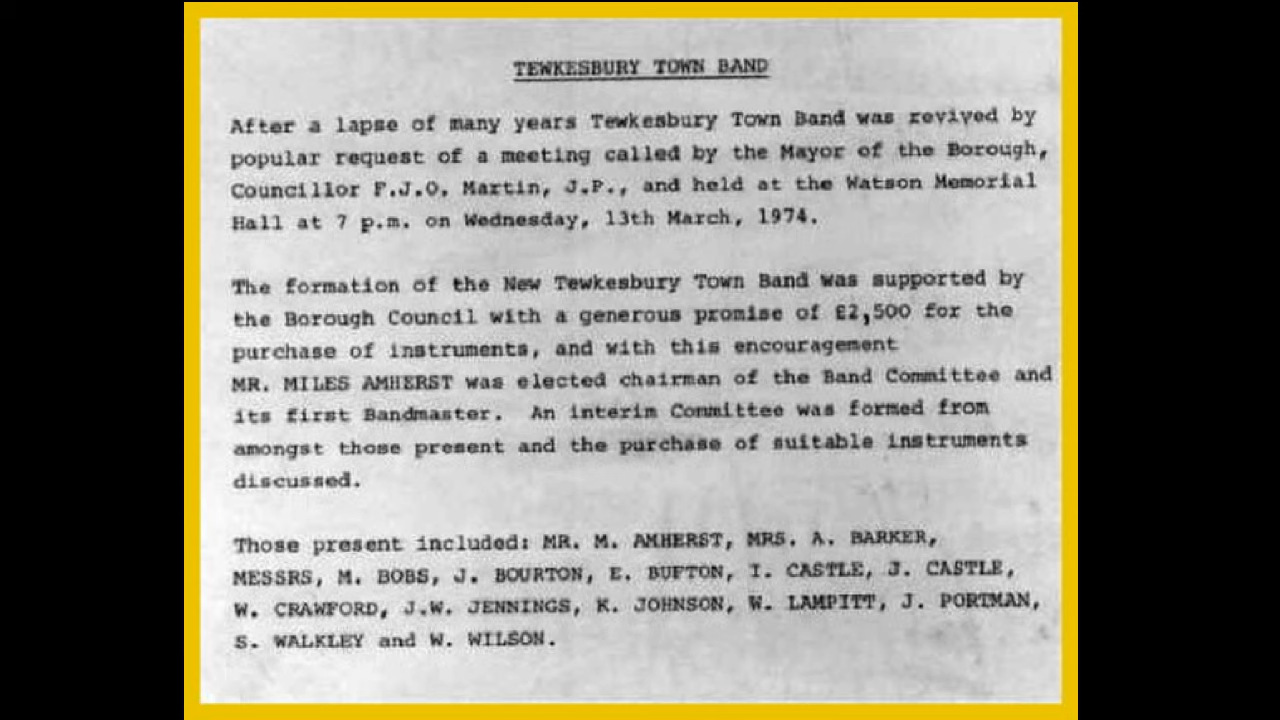 TEWKESBURY TOWN BAND
After a lapse of many years Tewkesbury Town Band was revived by
popular request of a meeting called by the Mayor of the Borough,
Councillor F.J.O. Martin, J.P., and held at the Watson Memorial
Hall at 7 p.m. on Wednesday, 13th March, 1974.
The formation of the New Tewkesbury Town Band was supported by
the Borough Council with a generous promise of £2,500 for the
purchase of instruments, and with this encouragement
MR. MILES AMHERST was elected chairman of the Band Committee and
its first Bandmaster. An interim Committee was formed from
amongst those present and the purchase of suitable instruments
discussed.
Those present included: MR. M. AMHERST, MRS. A. BARKER,
MESSRS, M. BOBS, J. BOURTON, E. BUFTON, I. CASTLE, J. CASTLE,
W. CRAWFORD, J.W. JENNINGS, K. JOHNSON, W. LAMPITT, J. PORTMAN,
S. WALKLEY and W. WILSON.